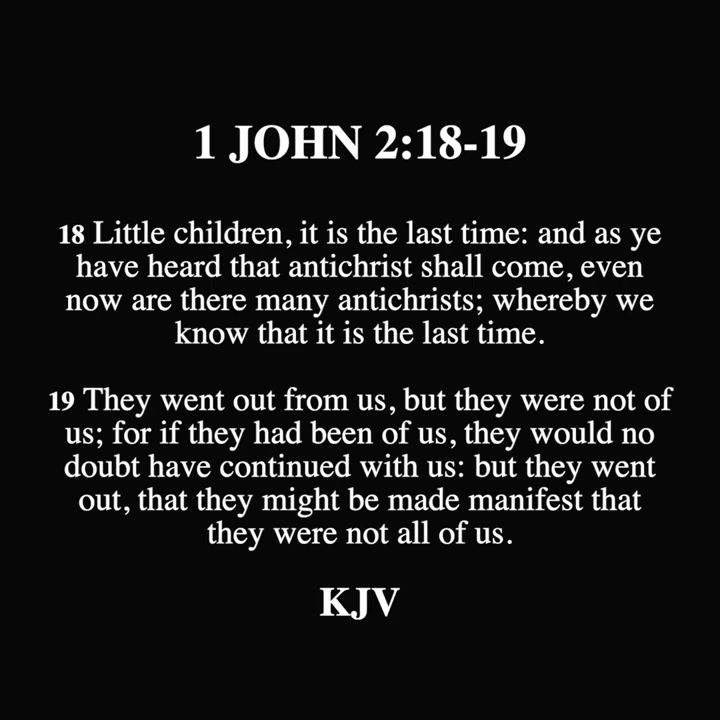 1 JOHN 2:18-19
18 Little children, it is the last time: and as ye
have heard that antichrist shall come, even
now are there many antichrists; whereby we
know that it is the last time.
19 They went out from us, but they were not of
us; for if they had been of us, they would no
doubt have continued with us: but they went
out, that they might be made manifest that
they were not all of us.
KJV